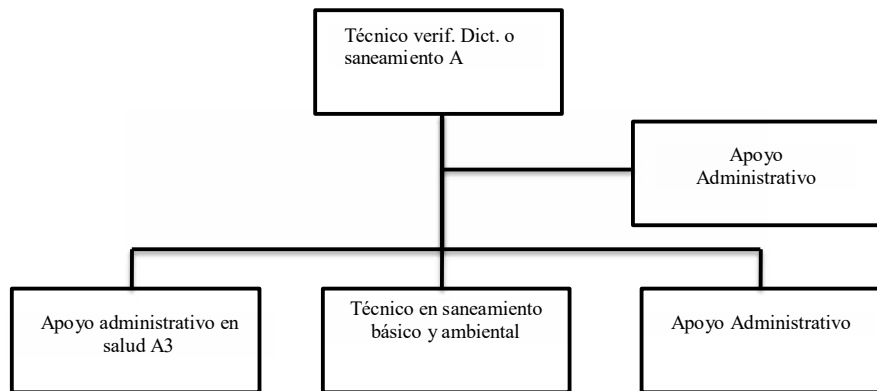 Técnico verif. Dict. o
saneamiento A
Apoyo
Administrativo
Apoyo administrativo en
salud A3
Técnico en saneamiento
básico y ambiental
Apoyo Administrativo